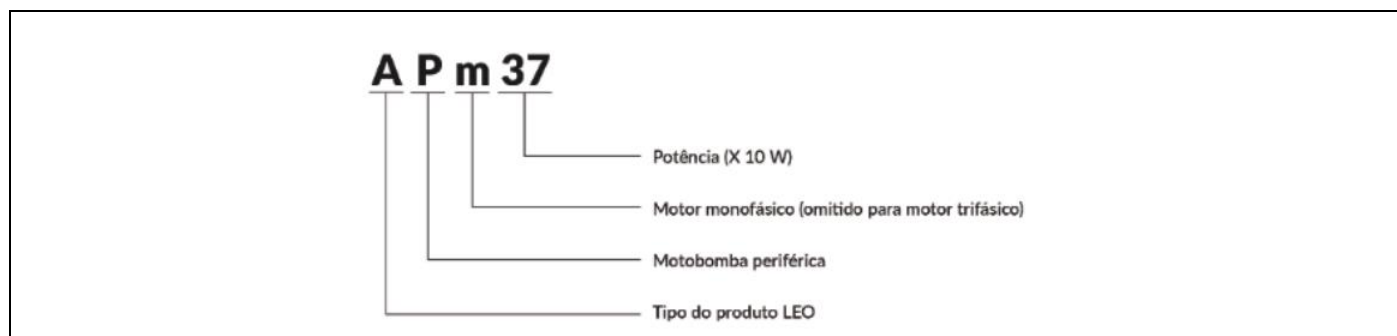 A P m 37
Potência (X 10 W)
Motor monofásico (omitido para motor trifásico)
Motobomba periférica
Tipo do produto LEO